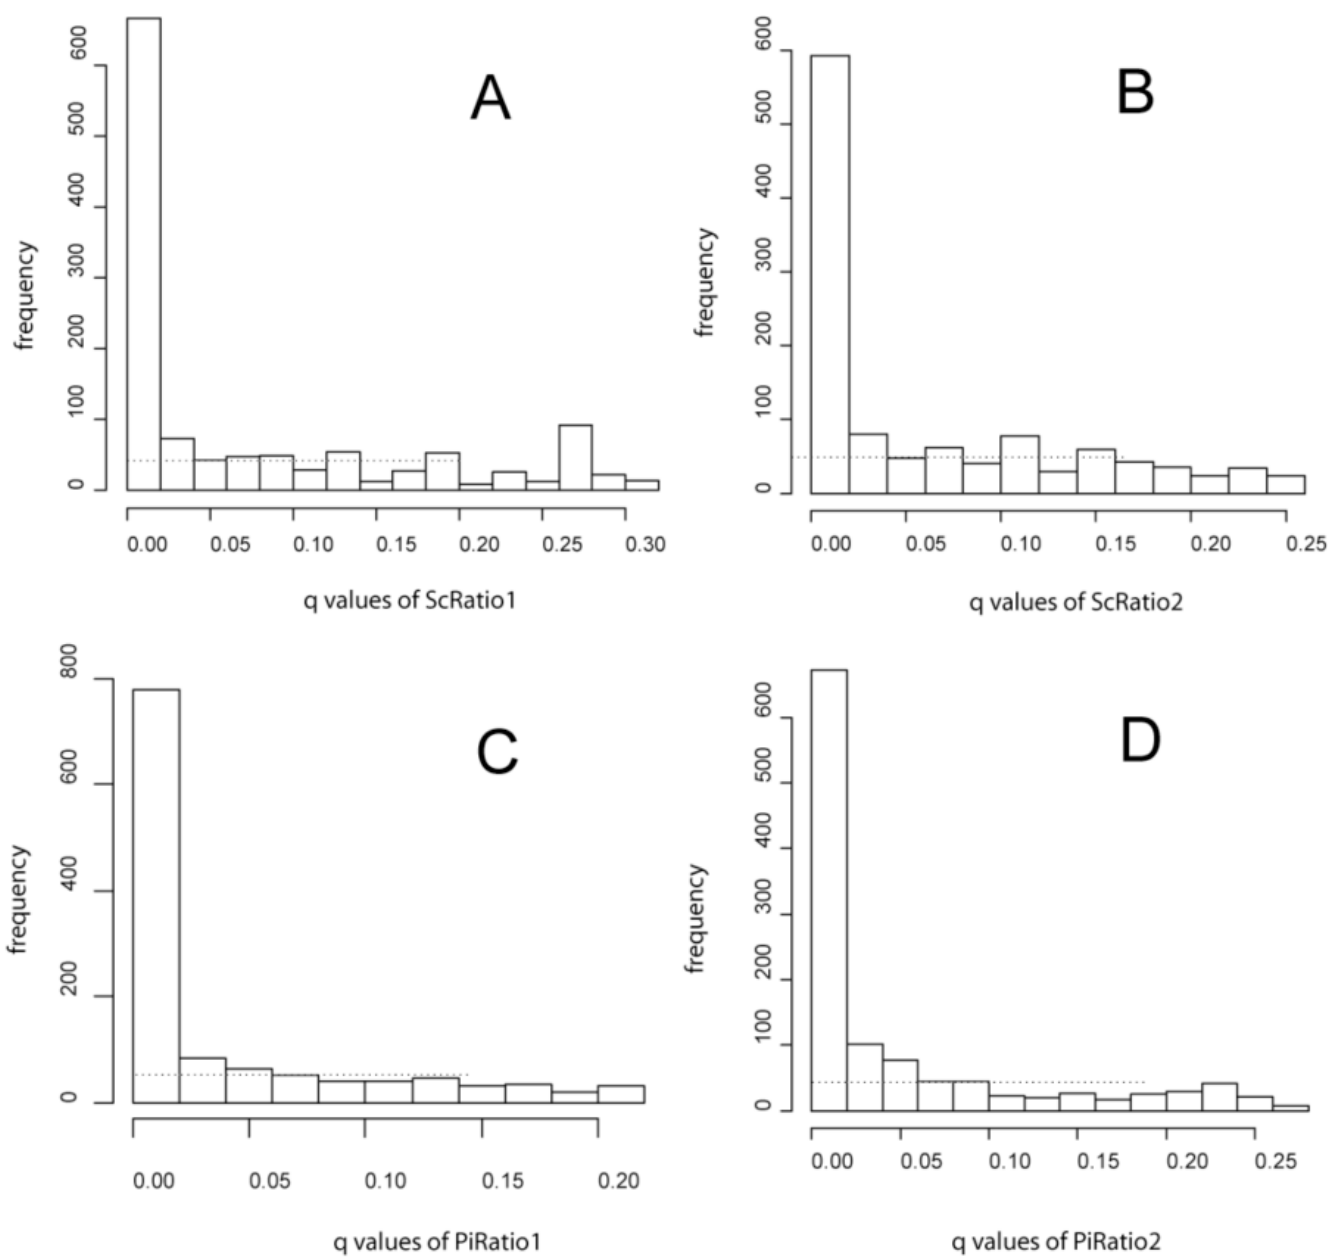 A
frequency
600
500
400
300
200
100
0
0.00 0.05 0.10 0.15 0.20 0.25 0.30
q values of ScRatio1
B
frequency
600
500
400
300
200
100
0
0.00 0.05 0.10 0.15 0.20 0.25
q values of ScRatio2
C
frequency
800
600
400
200
0
0.00 0.05 0.10 0.15 0.20
q values of PiRatio1
D
frequency
600
500
400
300
200
100
0
0.00 0.05 0.10 0.15 0.20 0.25
q values of PiRatio2